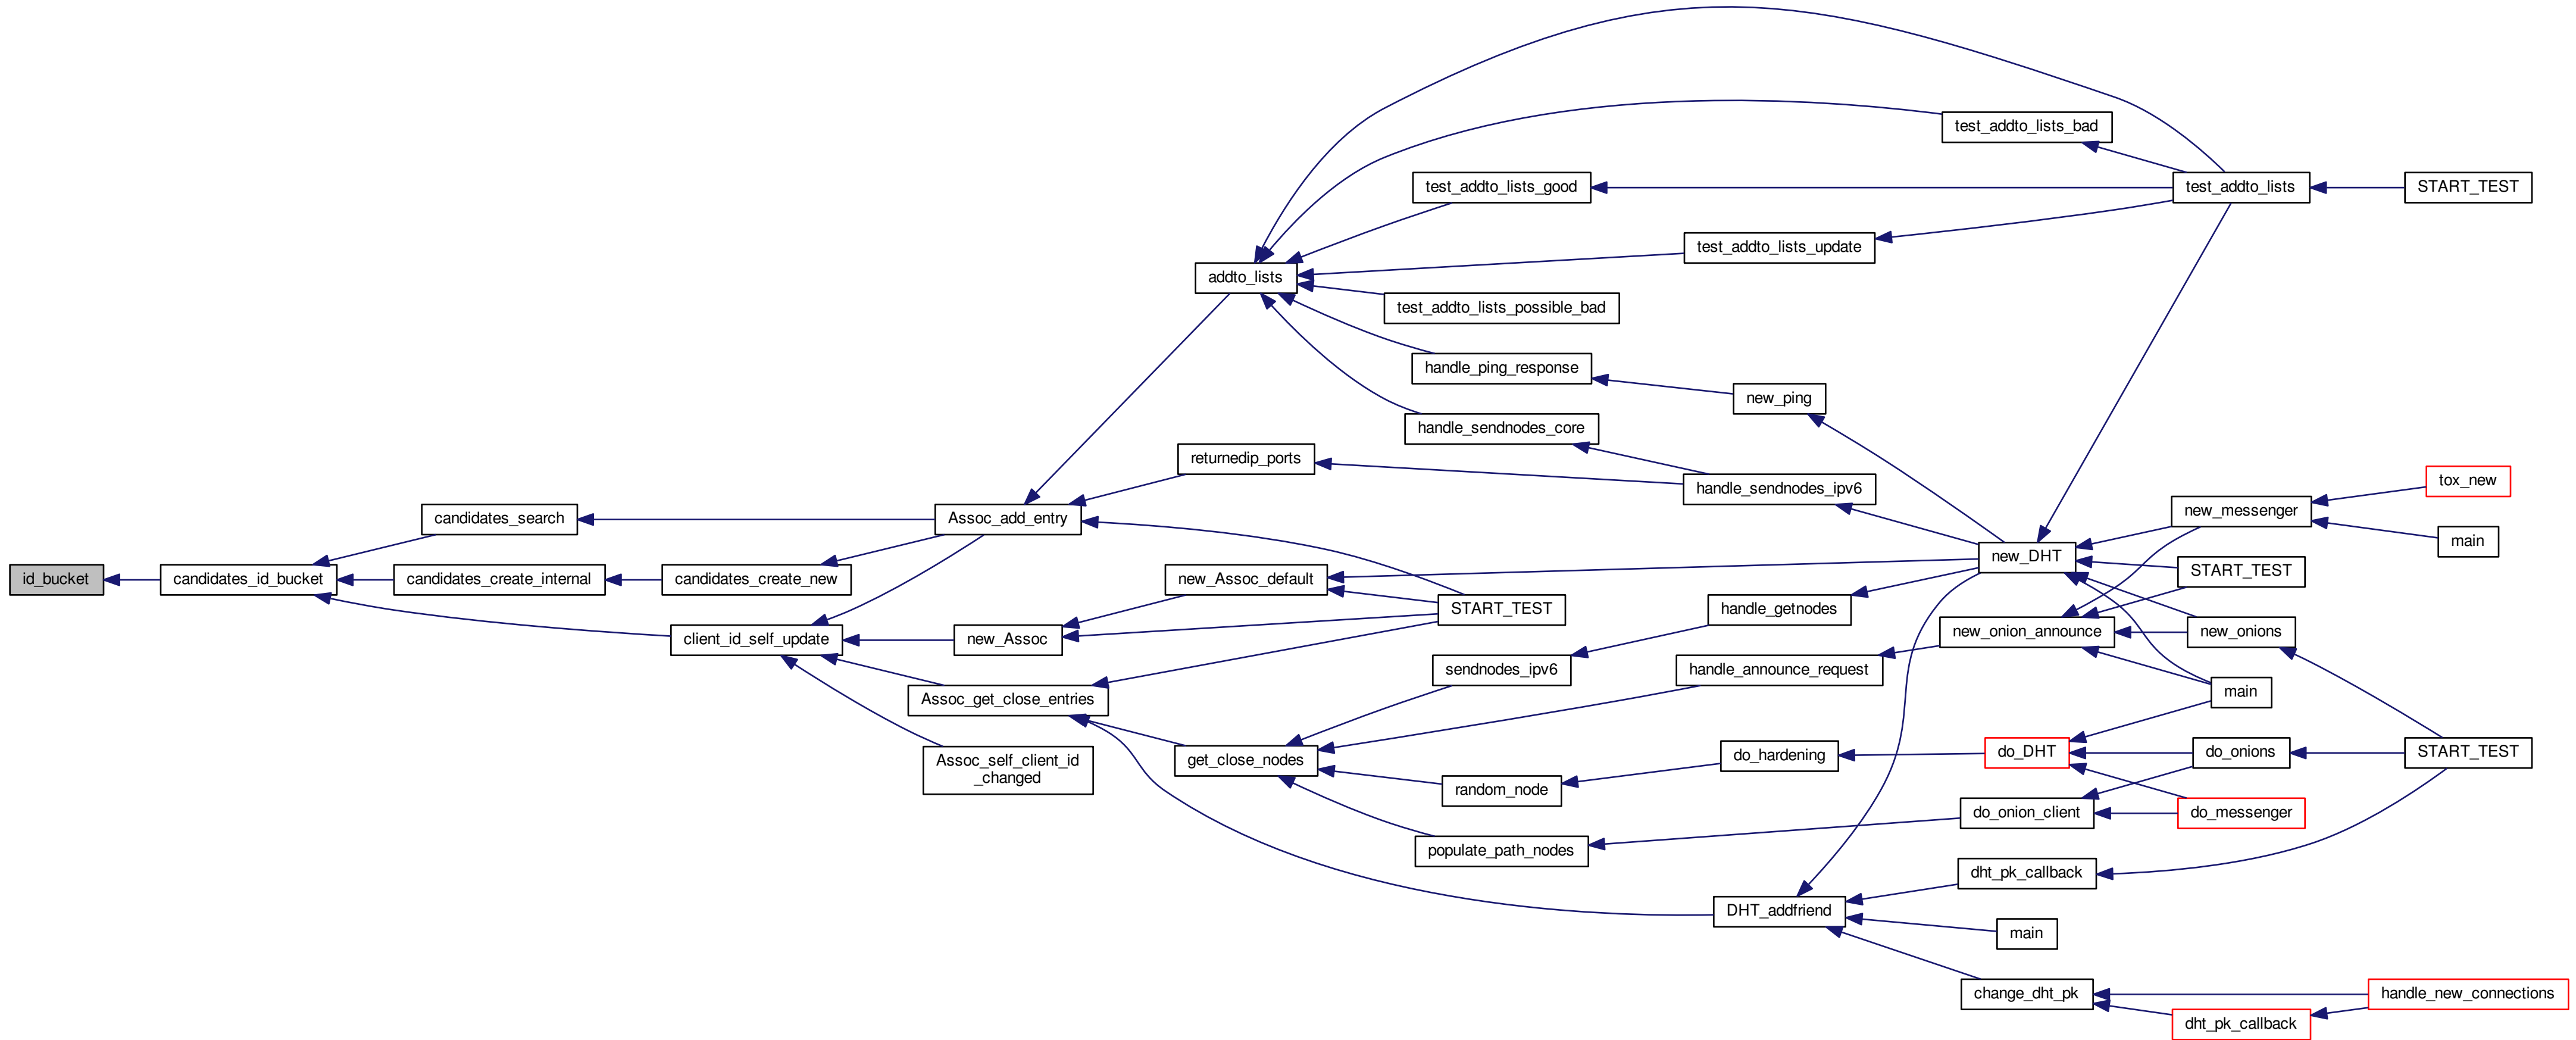 test_addto_lists_bad
test_addto_lists_good
test_addto_lists
START_TEST
test_addto_lists_update
addto_lists
test_addto_lists_possible_bad
handle_ping_response
new_ping
handle_sendnodes_core
returnedip_ports
handle_sendnodes_ipv6
tox_new
candidates_search
Assoc_add_entry
new_messenger
main
new_DHT
id_bucket
candidates_id_bucket
candidates_create_internal
candidates_create_new
new_Assoc_default
START_TEST
START_TEST
handle_getnodes
client_id_self_update
new_Assoc
new_onion_announce
new_onions
sendnodes_ipv6
handle_announce_request
Assoc_get_close_entries
main
Assoc_self_client_id
_changed
get_close_nodes
do_hardening
do_DHT
do_onions
START_TEST
random_node
do_onion_client
do_messenger
populate_path_nodes
dht_pk_callback
DHT_addfriend
main
change_dht_pk
handle_new_connections
dht_pk_callback